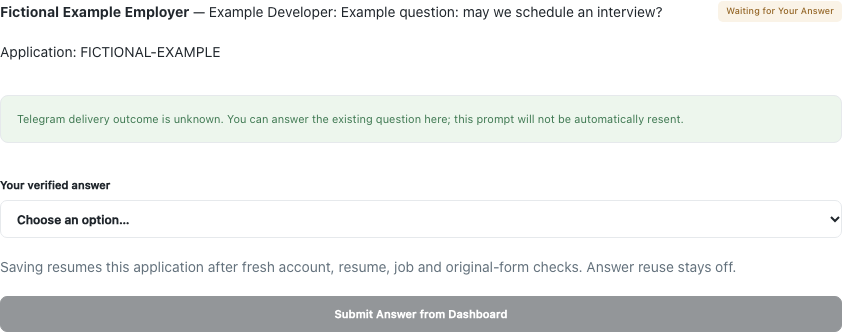 Fictional Example Employer — Example Developer: Example question: may we schedule an interview?
Waiting for Your Answer
Application: FICTIONAL-EXAMPLE
Telegram delivery outcome is unknown. You can answer the existing question here; this prompt will not be automatically resent.
Your verified answer
Choose an option...
Saving resumes this application after fresh account, resume, job and original-form checks. Answer reuse stays off.
Submit Answer from Dashboard